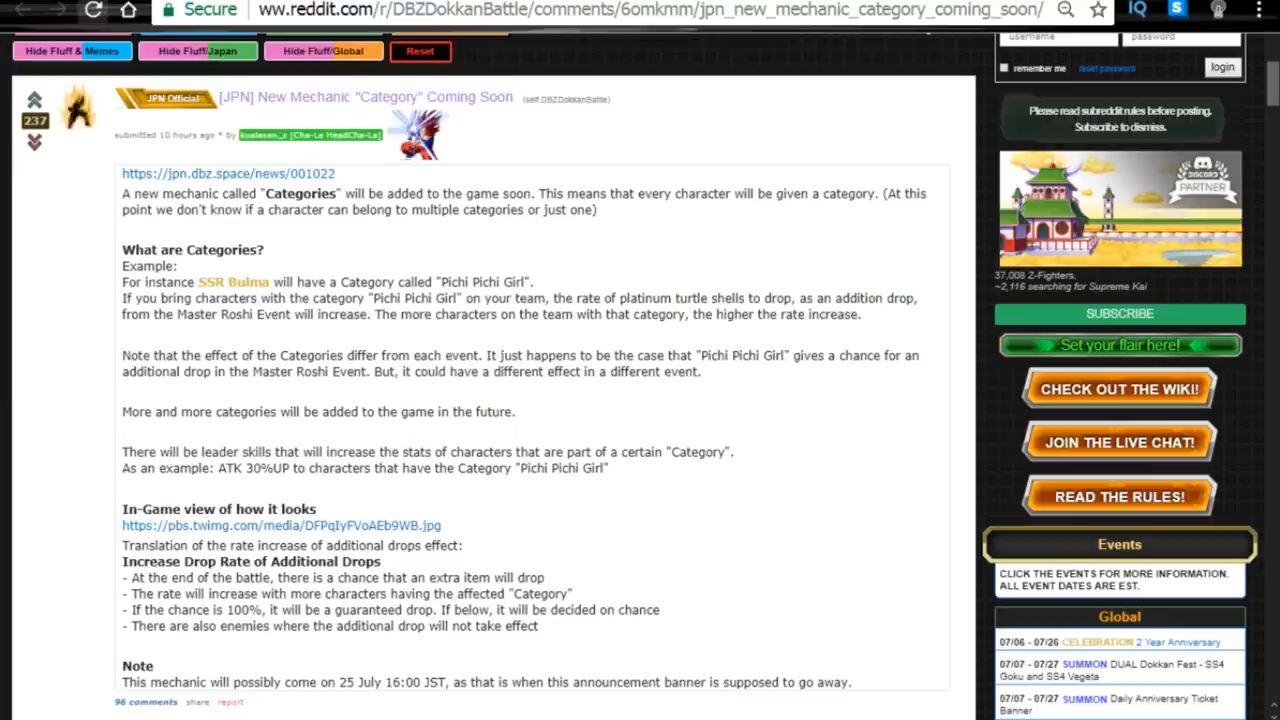 Secure
ww.reddit.com/r/DBZDokkanBattle/comments/6omkmm/jpn_new_mechanic_category_coming_soon/
Hide Fluff & Memes
Hide Fluff/Japan
Hide Fluff/Global
Reset
username
password
remember me
reset password
login
237
JPN Official
[JPN] New Mechanic "Category" Coming Soon
(self.DBZDokkanBattle)
submitted 10 hours ago * by [Cha-La HeadCha-La]
https://jpn.dbz.space/news/001022
A new mechanic called "Categories" will be added to the game soon. This means that every character will be given a category. (At this
point we don't know if a character can belong to multiple categories or just one)
What are Categories?
Example:
For instance SSR Bulma will have a Category called "Pichi Pichi Girl".
If you bring characters with the category "Pichi Pichi Girl" on your team, the rate of platinum turtle shells to drop, as an addition drop,
from the Master Roshi Event will increase. The more characters on the team with that category, the higher the rate increase.
Note that the effect of the Categories differ from each event. It just happens to be the case that "Pichi Pichi Girl" gives a chance for an
additional drop in the Master Roshi Event. But, it could have a different effect in a different event.
More and more categories will be added to the game in the future.
There will be leader skills that will increase the stats of characters that are part of a certain "Category".
As an example: ATK 30%UP to characters that have the Category "Pichi Pichi Girl"
In-Game view of how it looks
https://pbs.twimg.com/media/DFPqIyFVoAEb9WB.jpg
Translation of the rate increase of additional drops effect:
Increase Drop Rate of Additional Drops
- At the end of the battle, there is a chance that an extra item will drop
- The rate will increase with more characters having the affected "Category"
- If the chance is 100%, it will be a guaranteed drop. If below, it will be decided on chance
- There are also enemies where the additional drop will not take effect
Note
This mechanic will possibly come on 25 July 16:00 JST, as that is when this announcement banner is supposed to go away.
96 comments share report
Please read subreddit rules before posting.
Subscribe to dismiss.
DISCORD
PARTNER
37,008 Z-Fighters,
~2,116 searching for Supreme Kai
SUBSCRIBE
Set your flair here!
CHECK OUT THE WIKI!
JOIN THE LIVE CHAT!
READ THE RULES!
Events
CLICK THE EVENTS FOR MORE INFORMATION.
ALL EVENT DATES ARE EST.
Global
07/06 - 07/26 CELEBRATION 2 Year Anniversary
07/07 - 07/27 SUMMON DUAL Dokkan Fest - SS4
Goku and SS4 Vegeta
07/07 - 07/27 SUMMON Daily Anniversary Ticket
Banner